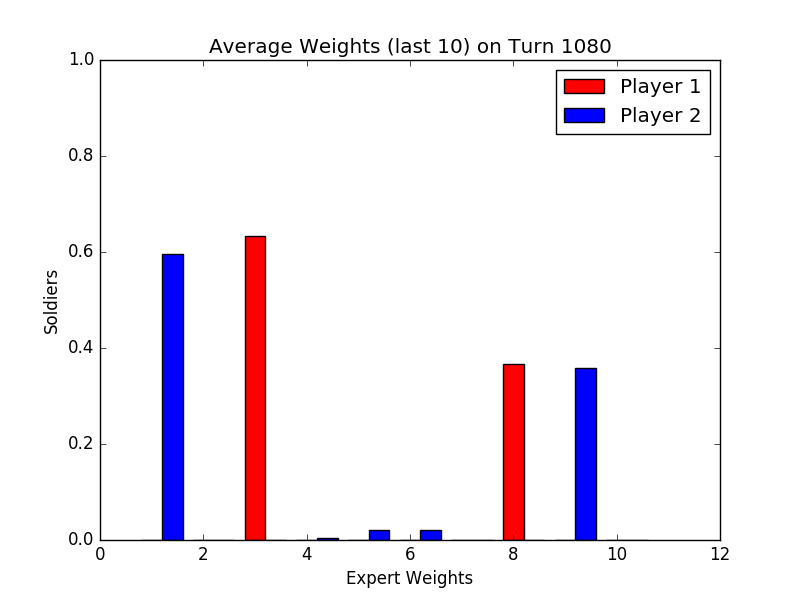 Average Weights (last 10) on Turn 1080
Player 1
Player 2
1.0
0.8
0.6
0.4
0.2
0.0
Soldiers
0 2 4 6 8 10 12
Expert Weights